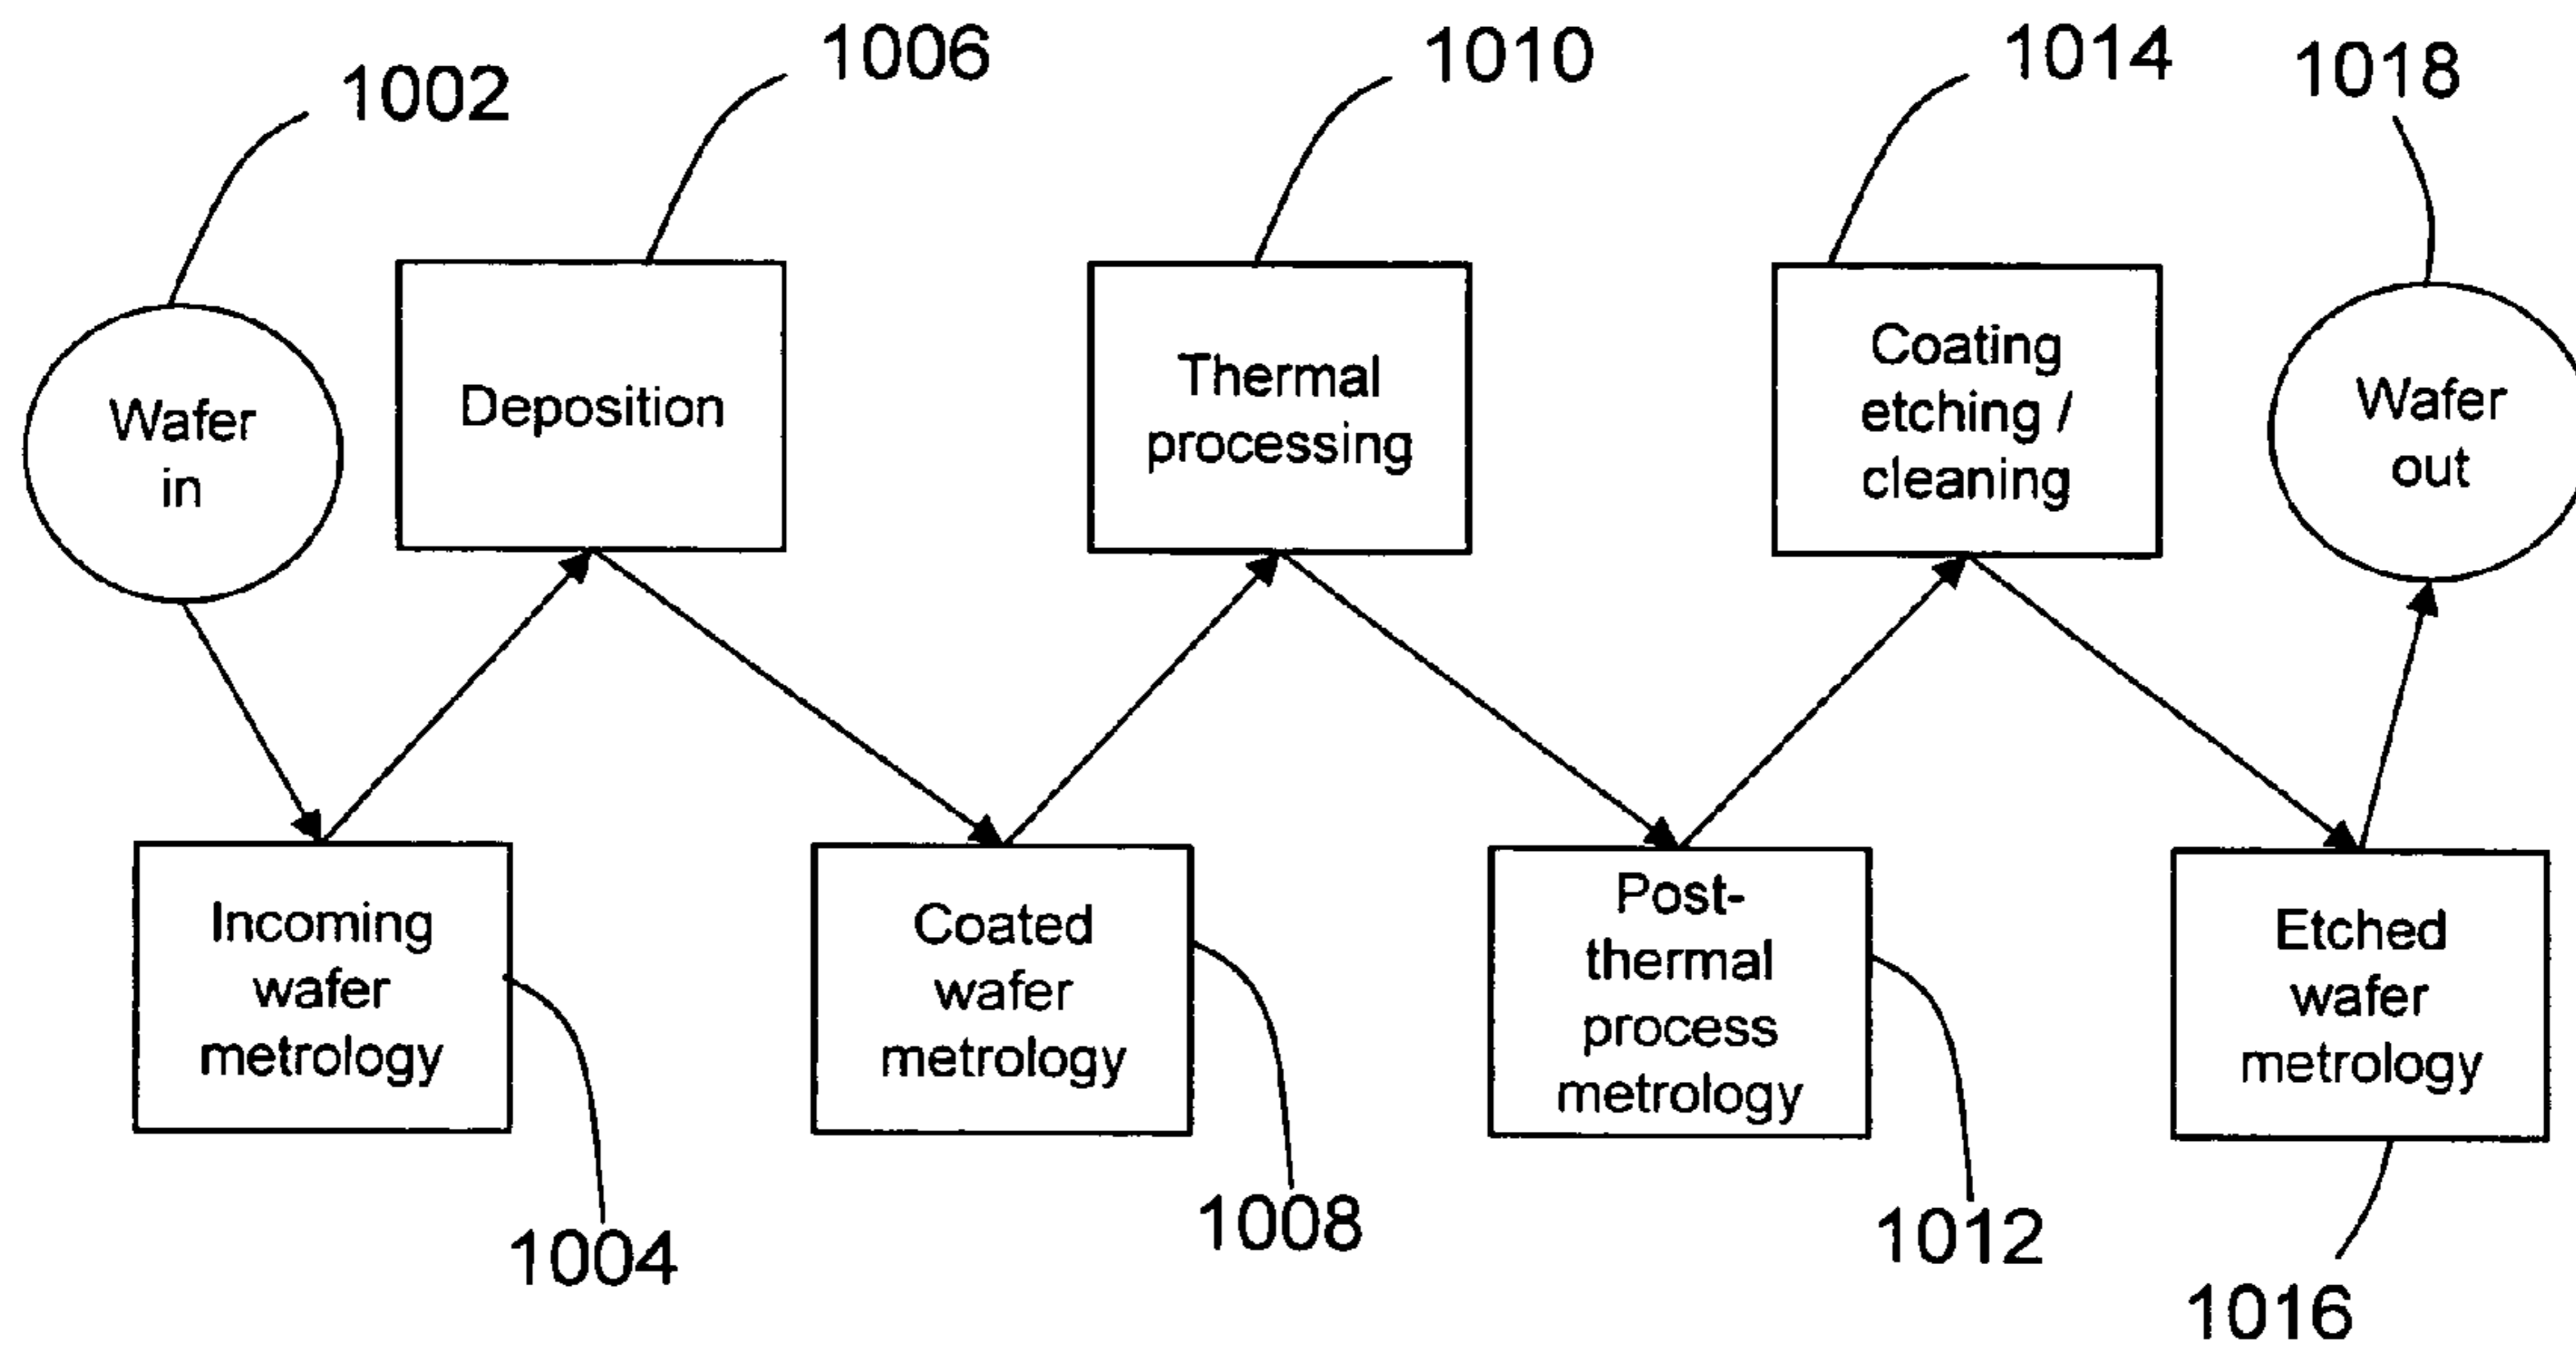 1002
1006
1010
1014
1018
Wafer
in
Deposition
Thermal
processing
Coating
etching /
cleaning
Wafer
out
Incoming
wafer
metrology
Coated
wafer
metrology
Post-
thermal
process
metrology
Etched
wafer
metrology
1004
1008
1012
1016